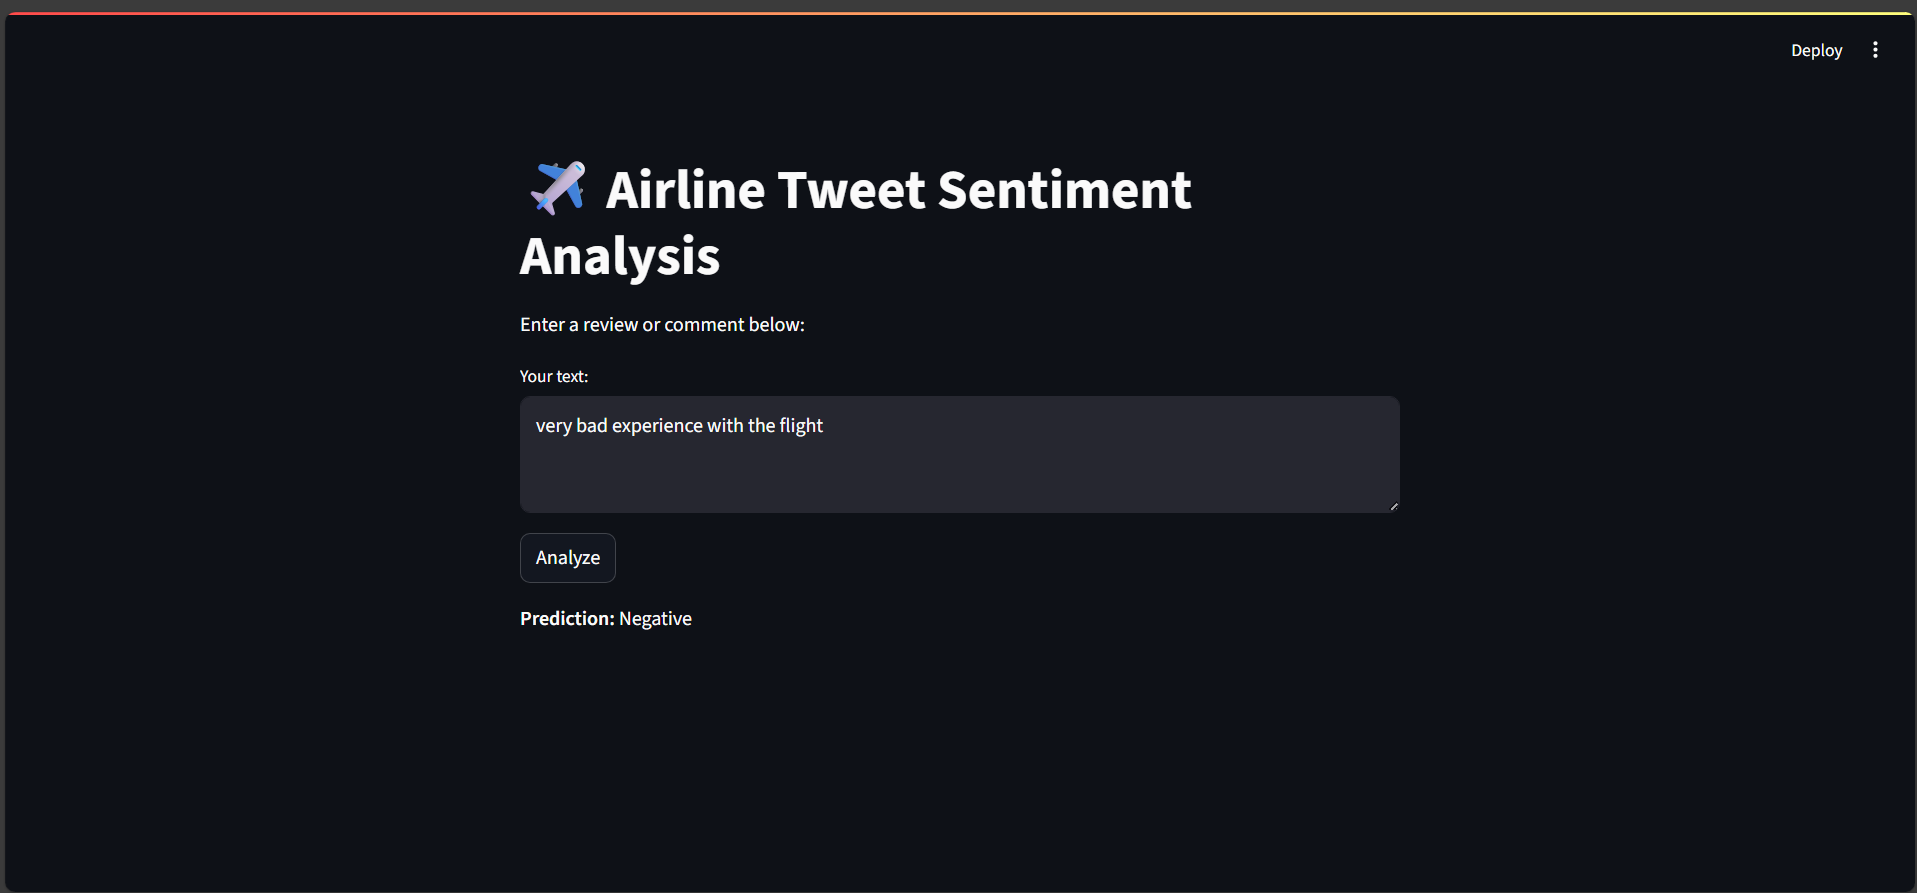 Deploy
✈️ Airline Tweet Sentiment
Analysis
Enter a review or comment below:
Your text:
very bad experience with the flight
Analyze
Prediction: Negative